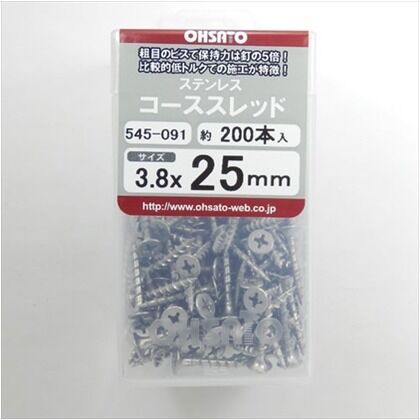 OHSATO
粗目のビスで保持力は釘の5倍！
比較的低トルクでの施工が特徴！
ステンレス
コーススレッド
545-091 約200本入
サイズ
3.8x25mm
http://www.ohsato-web.co.jp
OHSATO